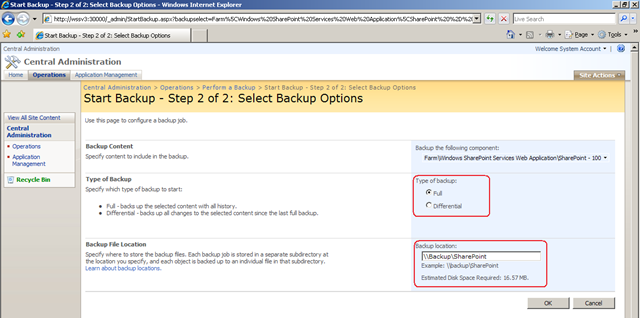 Start Backup - Step 2 of 2: Select Backup Options - Windows Internet Explorer
http://wssv3:30000/_admin/StartBackup.aspx?backupselect=Farm%5CWindows%20SharePoint%20Services%20Web%20Application%5CSharePoint%20%2D%20
Live Search
Start Backup - Step 2 of 2: Select Backup Options
Page
Tools
Central Administration
Welcome System Account
Central Administration
Home
Operations
Application Management
Site Actions
Central Administration > Operations > Perform a Backup > Start Backup - Step 2 of 2: Select Backup Options
Start Backup - Step 2 of 2: Select Backup Options
View All Site Content
Central Administration
Operations
Application Management
Recycle Bin
Use this page to configure a backup job.
Backup Content
Specify content to include in the backup.
Backup the following component:
Farm\Windows SharePoint Services Web Application\SharePoint - 100
Type of Backup
Specify which type of backup to start:
• Full - backs up the selected content with all history.
• Differential - backs up all changes to the selected content since the last full backup.
Type of backup:
Full
Differential
Backup File Location
Specify where to store the backup files. Each backup job is stored in a separate subdirectory at
the location you specify, and each object is backed up to an individual file in that subdirectory.
Learn about backup locations.
Backup location:
\\Backup\SharePoint
Example: \\backup\SharePoint
Estimated Disk Space Required: 16.57 MB.
OK
Cancel